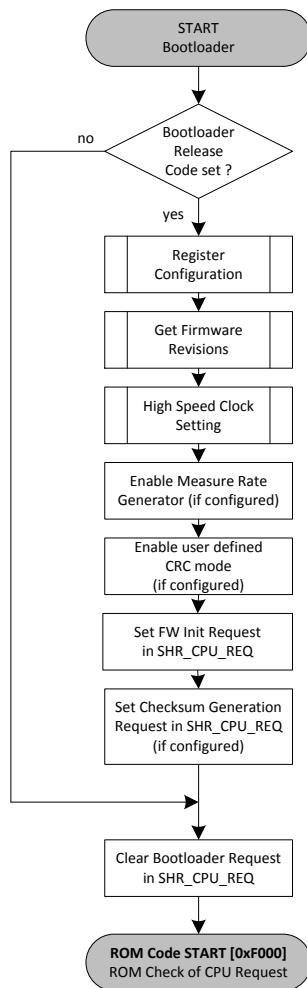 START
Bootloader
no
Bootloader
Release
Code set ?
yes
Register
Configuration
Get Firmware
Revisions
High Speed Clock
Setting
Enable Measure Rate
Generator (if configured)
Enable user defined
CRC mode
(if configured)
Set FW Init Request
in SHR_CPU_REQ
Set Checksum Generation
Request in SHR_CPU_REQ
(if configured)
Clear Bootloader Request
in SHR_CPU_REQ
ROM Code START [0xF000]
ROM Check of CPU Request